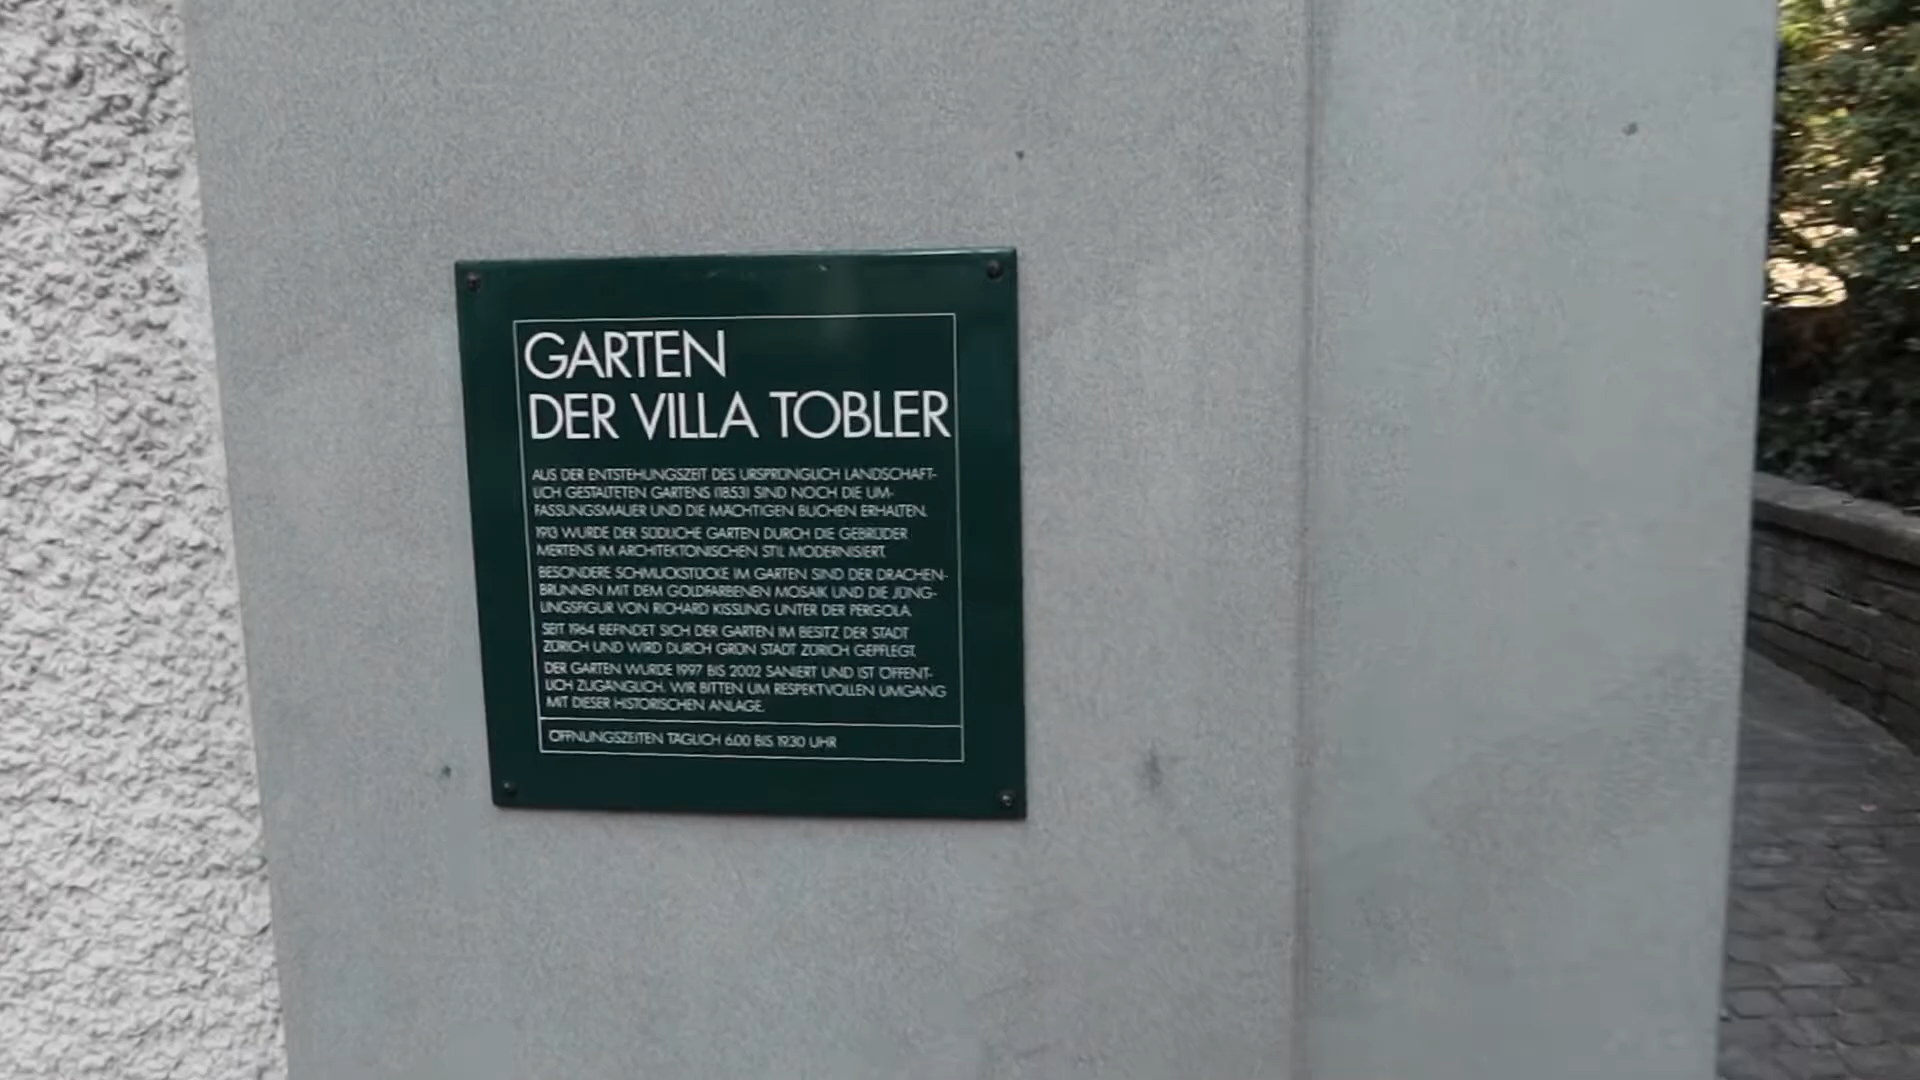 GARTEN
DER VILLA TOBLER
AUS DER ENTSTEHUNGSZEIT DES URSPRÜNGLICH LANDSCHAFT-
LICH GESTALTETEN GARTENS (1853) SIND NOCH DIE UM-
FASSUNGSMAUER UND DIE MÄCHTIGEN BUCHEN ERHALTEN.
1913 WURDE DER SÜDLICHE GARTEN DURCH DIE GEBRÜDER
MERTENS IM ARCHITEKTONISCHEN STIL MODERNISIERT.
BESONDERE SCHMUCKSTÜCKE IM GARTEN SIND DER DRACHEN-
BRUNNEN MIT DEM GOLDFARBENEN MOSAIK UND DIE JÜNG-
LINGSFIGUR VON RICHARD KISSLING UNTER DER PERGOLA.
SEIT 1964 BEFINDET SICH DER GARTEN IM BESITZ DER STADT
ZÜRICH UND WIRD DURCH GRÜN STADT ZÜRICH GEPFLEGT.
DER GARTEN WURDE 1997 BIS 2002 SANIERT UND IST ÖFFENT-
LICH ZUGÄNGLICH. WIR BITTEN UM RESPEKTVOLLEN UMGANG
MIT DIESER HISTORISCHEN ANLAGE.
ÖFFNUNGSZEITEN TÄGLICH 6.00 BIS 19.30 UHR